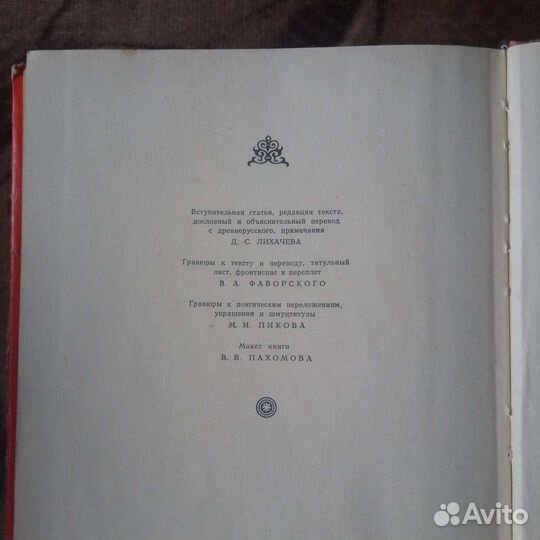 Вступительная статья, редакция текста,
дословный и объяснительный перевод
с древнерусского, примечания
Д. С. ЛИХАЧЕВА
Гравюры к тексту и переводу, титульный
лист, фронтиспис и переплет
В. А. ФАВОРСКОГО
Гравюры к поэтическим переложениям,
украшения и шмуцтитулы
М. И. ПИКОВА
Макет книги
В. В. ПАХОМОВА
Avito